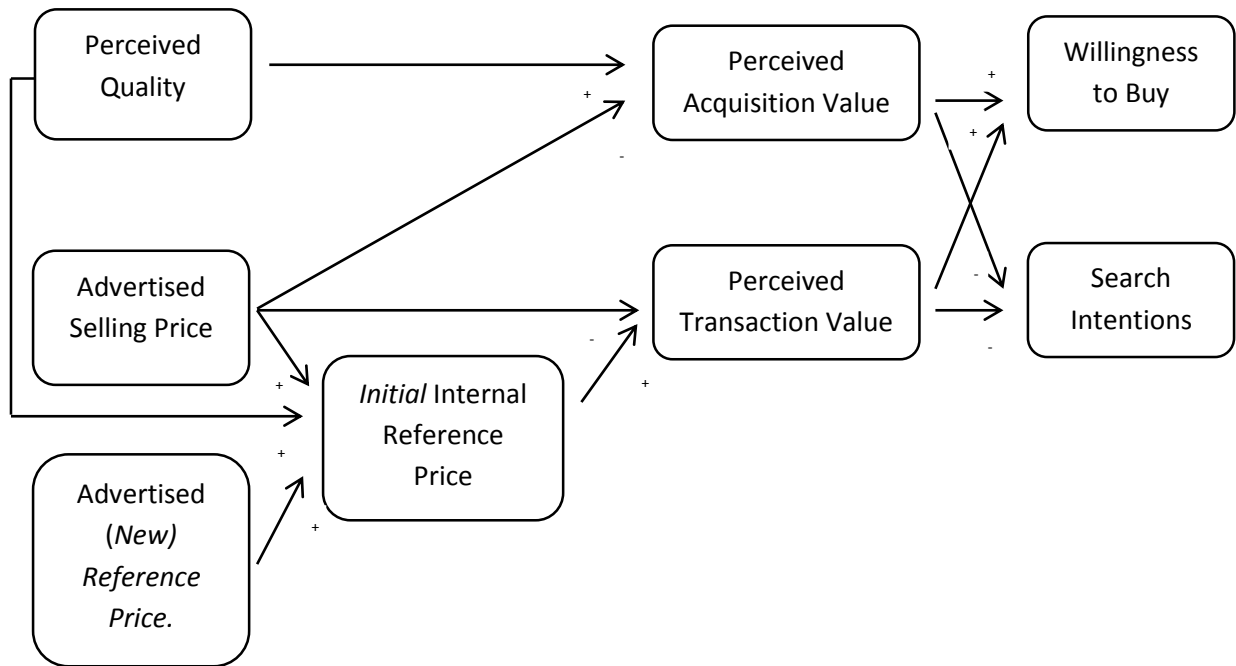 Perceived
Quality
Perceived
Acquisition Value
Willingness
to Buy
+
+
+
-
Advertised
Selling Price
Perceived
Transaction Value
Search
Intentions
-
-
-
+
+
Initial Internal
Reference
Price
+
+
Advertised
(New)
Reference
Price.